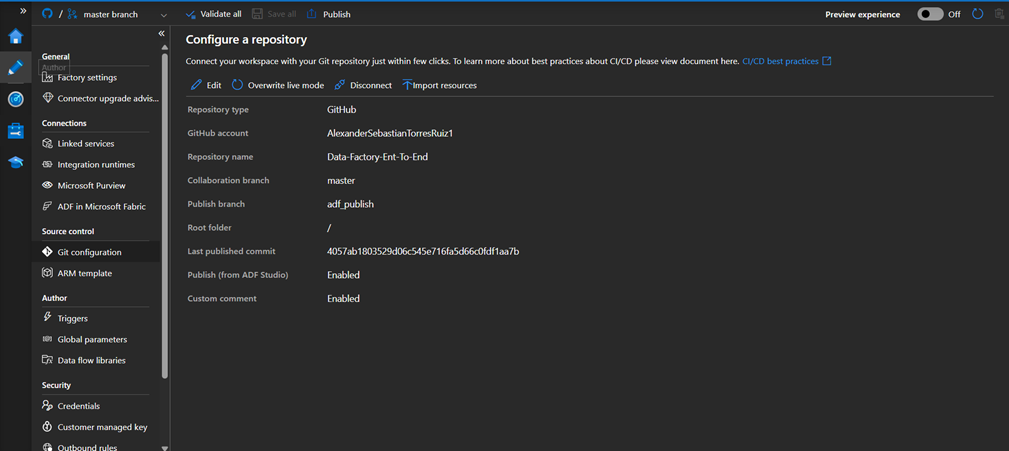 » / master branch Validate all Save all Publish Preview experience Off
«
General
Author
Factory settings
Connector upgrade advis...
Connections
Linked services
Integration runtimes
Microsoft Purview
ADF in Microsoft Fabric
Source control
Git configuration
ARM template
Author
Triggers
Global parameters
Data flow libraries
Security
Credentials
Customer managed key
Outbound rules
Configure a repository
Connect your workspace with your Git repository just within few clicks. To learn more about best practices about CI/CD please view document here. CI/CD best practices
Edit Overwrite live mode Disconnect Import resources
Repository type GitHub
GitHub account AlexanderSebastianTorresRuiz1
Repository name Data-Factory-Ent-To-End
Collaboration branch master
Publish branch adf_publish
Root folder /
Last published commit 4057ab1803529d06c545e716fa5d66c0fdf1aa7b
Publish (from ADF Studio) Enabled
Custom comment Enabled